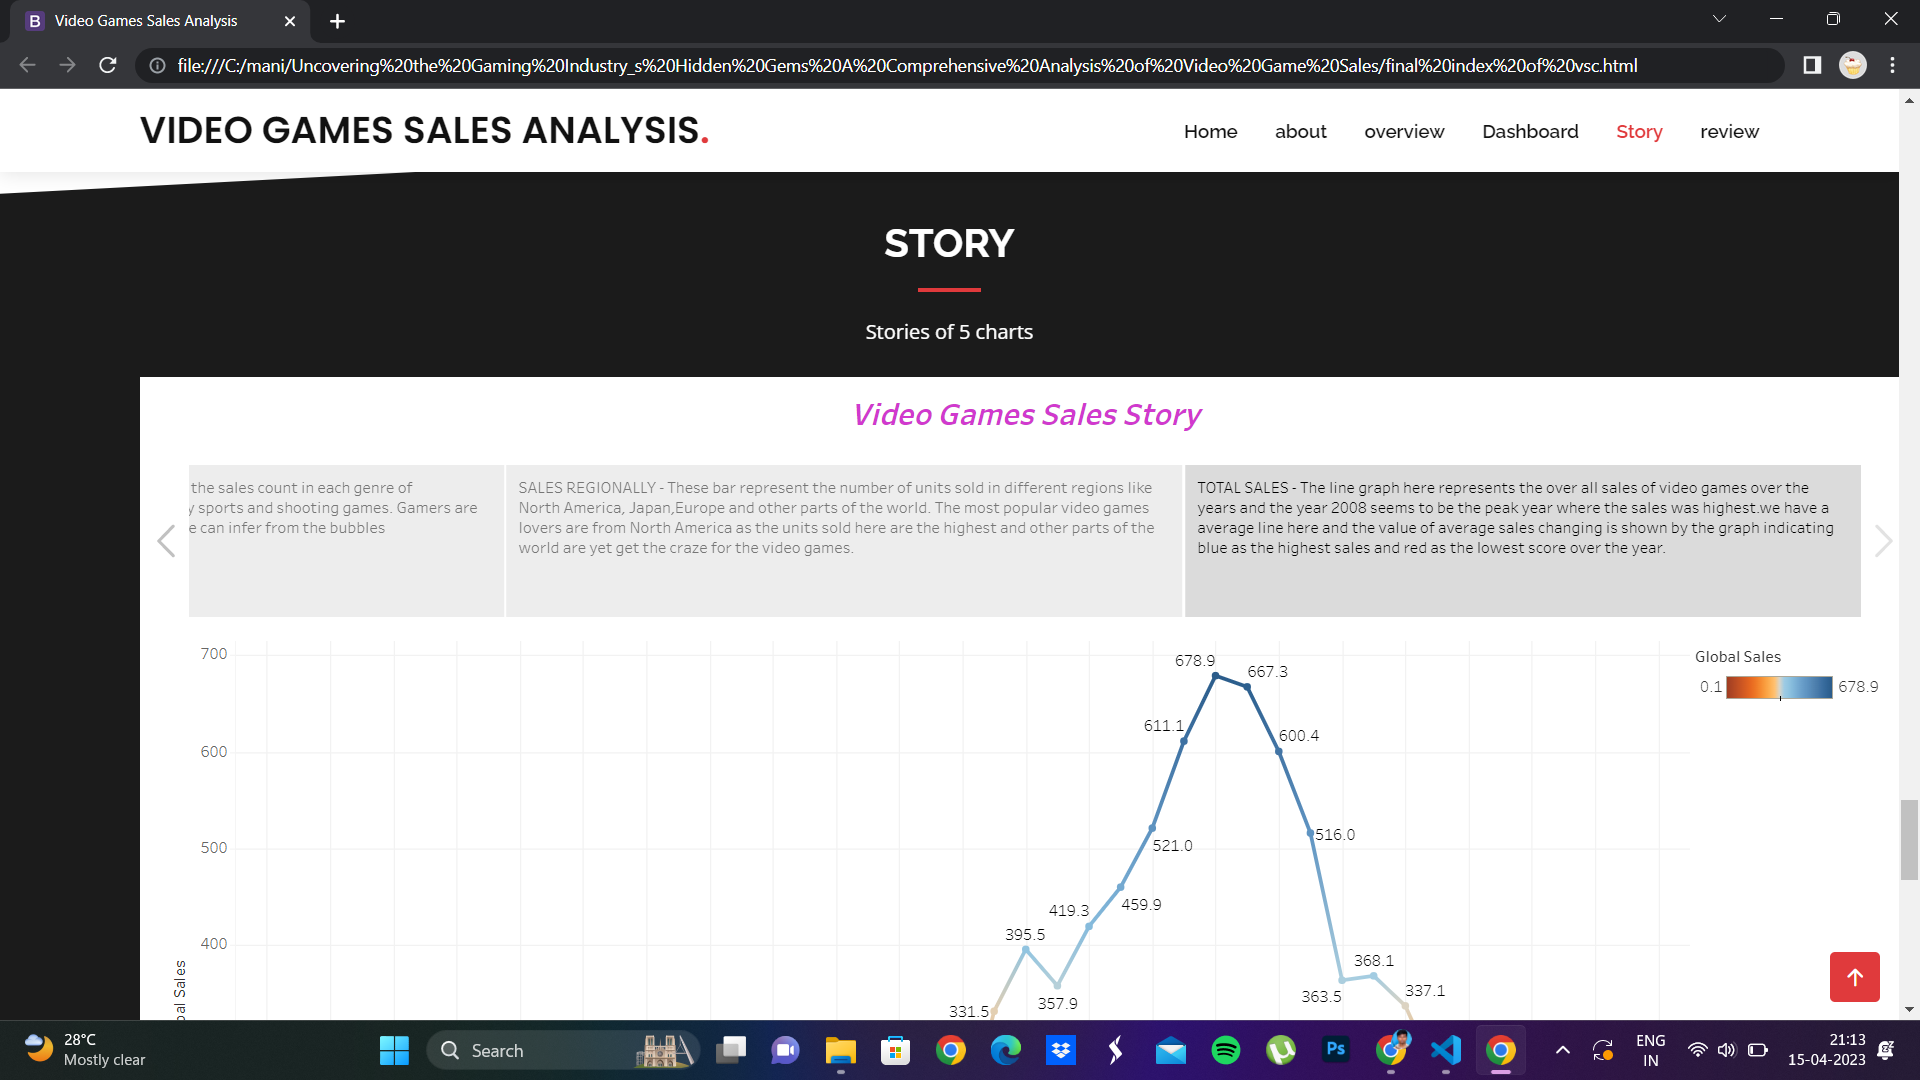 B Video Games Sales Analysis
file:///C:/mani/Uncovering%20the%20Gaming%20Industry_s%20Hidden%20Gems%20A%20Comprehensive%20Analysis%20of%20Video%20Game%20Sales/final%20index%20of%20vsc.html
VIDEO GAMES SALES ANALYSIS.
Home about overview Dashboard Story review
STORY
Stories of 5 charts
Video Games Sales Story
the sales count in each genre of
y sports and shooting games. Gamers are
e can infer from the bubbles
SALES REGIONALLY - These bar represent the number of units sold in different regions like
North America, Japan,Europe and other parts of the world. The most popular video games
lovers are from North America as the units sold here are the highest and other parts of the
world are yet get the craze for the video games.
TOTAL SALES - The line graph here represents the over all sales of video games over the
years and the year 2008 seems to be the peak year where the sales was highest.we have a
average line here and the value of average sales changing is shown by the graph indicating
blue as the highest sales and red as the lowest score over the year.
700
600
500
400
bal Sales
678.9
667.3
611.1
600.4
521.0
516.0
459.9
419.3
395.5
368.1
363.5
357.9
337.1
331.5
Global Sales
0.1 678.9
28°C
Mostly clear
Search
Ps
ENG
IN
21:13
15-04-2023